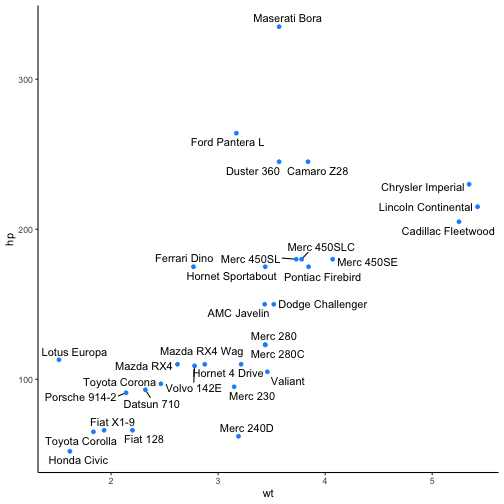 Maserati Bora
300
Ford Pantera L
Duster 360
Camaro Z28
Chrysler Imperial
Lincoln Continental
Cadillac Fleetwood
hp
200
Merc 450SLC
Ferrari Dino
Merc 450SL
Merc 450SE
Hornet Sportabout
Pontiac Firebird
Dodge Challenger
AMC Javelin
Merc 280
Lotus Europa
Mazda RX4 Wag
Merc 280C
Mazda RX4
Hornet 4 Drive
100
Toyota Corona
Volvo 142E
Valiant
Porsche 914-2
Merc 230
Datsun 710
Fiat X1-9
Merc 240D
Toyota Corolla
Fiat 128
Honda Civic
2
3
4
5
wt